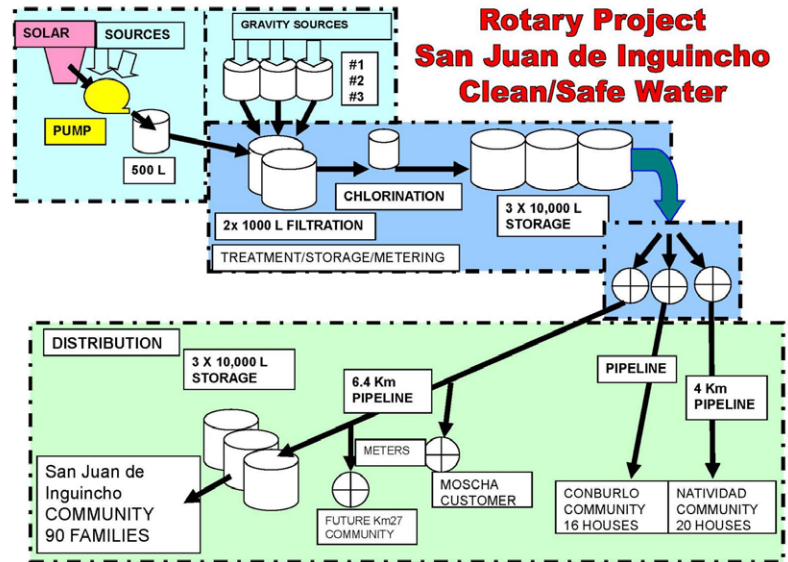 Rotary Project
San Juan de Inguincho
Clean/Safe Water
SOLAR
SOURCES
PUMP
500 L
GRAVITY SOURCES
#1
#2
#3
CHLORINATION
2x 1000 L FILTRATION
3 X 10,000 L
STORAGE
TREATMENT/STORAGE/METERING
DISTRIBUTION
3 X 10,000 L
STORAGE
6.4 Km
PIPELINE
PIPELINE
4 Km
PIPELINE
METERS
San Juan de
Inguincho
COMMUNITY
90 FAMILIES
FUTURE Km27
COMMUNITY
MOSCHA
CUSTOMER
CONBURLO
COMMUNITY
16 HOUSES
NATIVIDAD
COMMUNITY
20 HOUSES